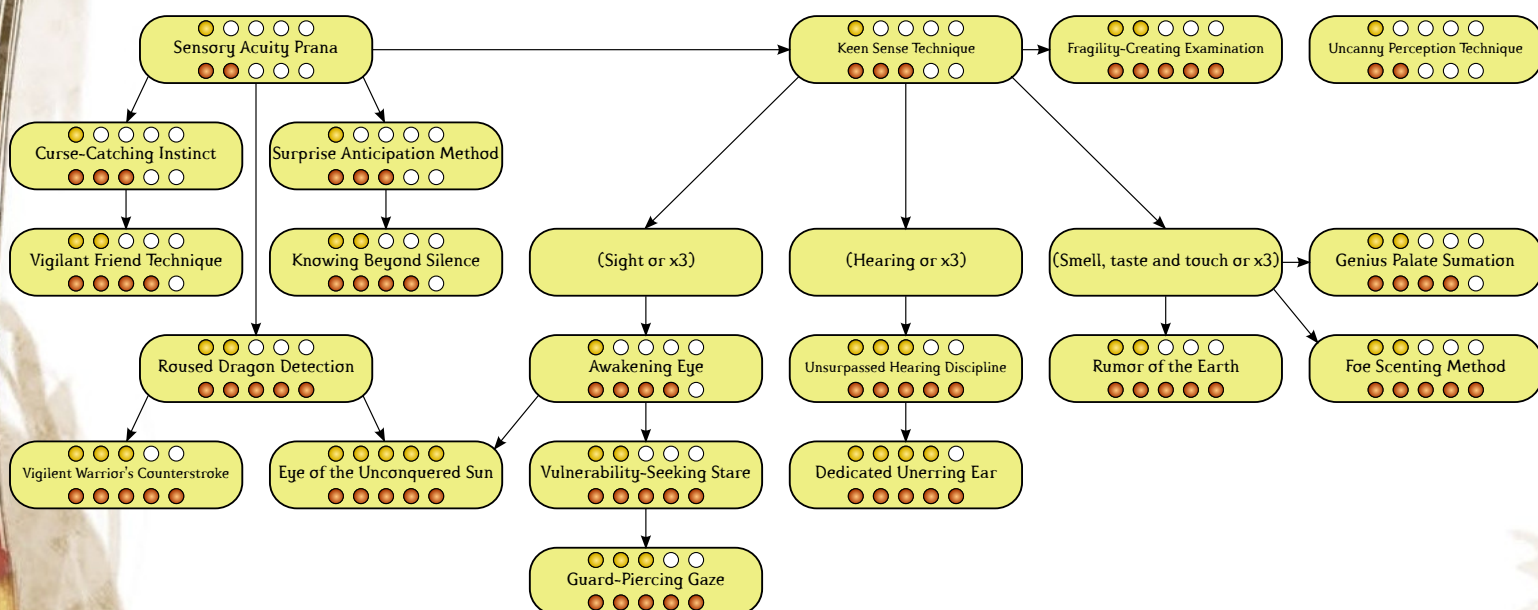 Sensory Acuity Prana
Keen Sense Technique
Fragility-Creating Examination
Uncanny Perception Technique
Curse-Catching Instinct
Surprise Anticipation Method
Vigilant Friend Technique
Knowing Beyond Silence
(Sight or x3)
(Hearing or x3)
(Smell, taste and touch or x3)
Genius Palate Sumation
Roused Dragon Detection
Awakening Eye
Unsurpassed Hearing Discipline
Rumor of the Earth
Foe Scenting Method
Vigilent Warrior's Counterstroke
Eye of the Unconquered Sun
Vulnerability-Seeking Stare
Dedicated Unerring Ear
Guard-Piercing Gaze